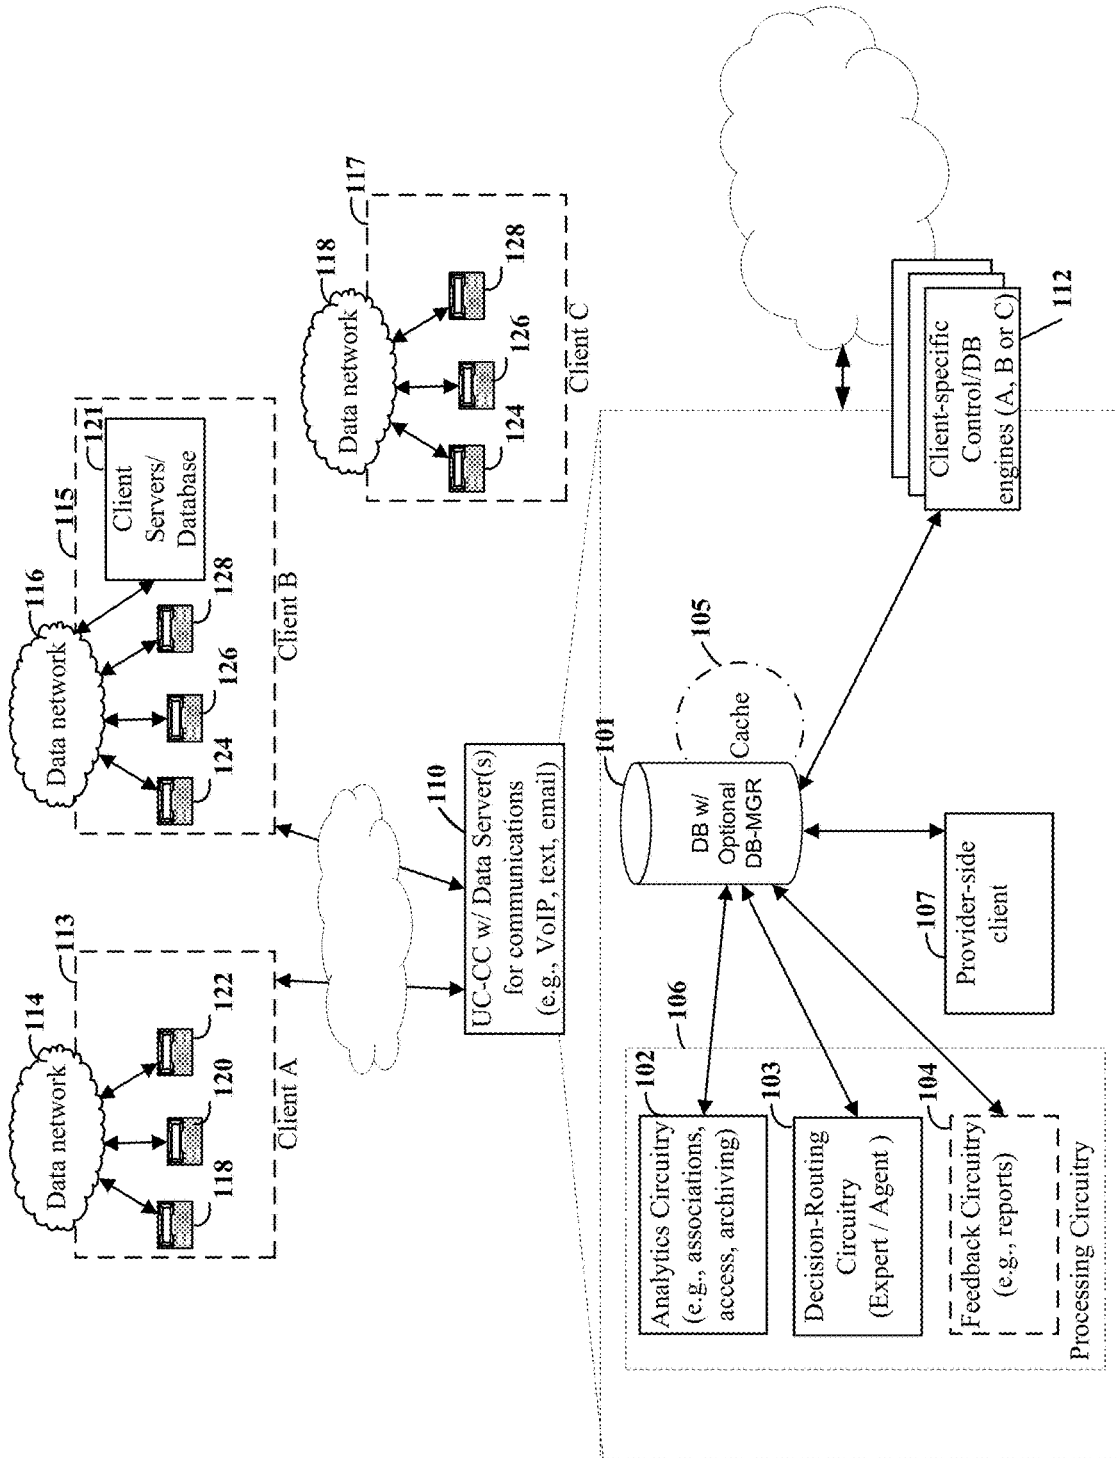 Data network
114
113
118
120
122
Client A
Data network
116
115
121
Client
Servers/
Database
124
126
128
Client B
Data network
118
117
124
126
128
Client C
110
UC-CC w/ Data Server(s)
for communications
(e.g., VoIP, text, email)
106
102
Analytics Circuitry
(e.g., associations,
access, archiving)
103
Decision-Routing
Circuitry
(Expert / Agent)
104
Feedback Circuitry
(e.g., reports)
Processing Circuitry
101
DB w/
Optional
DB-MGR
105
Cache
107
Provider-side
client
Client-specific
Control/DB
engines (A, B or C)
112